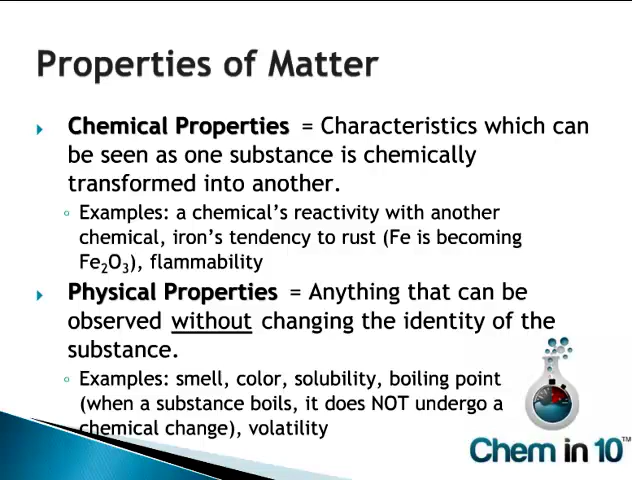 Properties of Matter
Chemical Properties = Characteristics which can
be seen as one substance is chemically
transformed into another.
Examples: a chemical’s reactivity with another
chemical, iron’s tendency to rust (Fe is becoming
Fe₂O₃), flammability
Physical Properties = Anything that can be
observed without changing the identity of the
substance.
Examples: smell, color, solubility, boiling point
(when a substance boils, it does NOT undergo a
chemical change), volatility
Chem in 10™